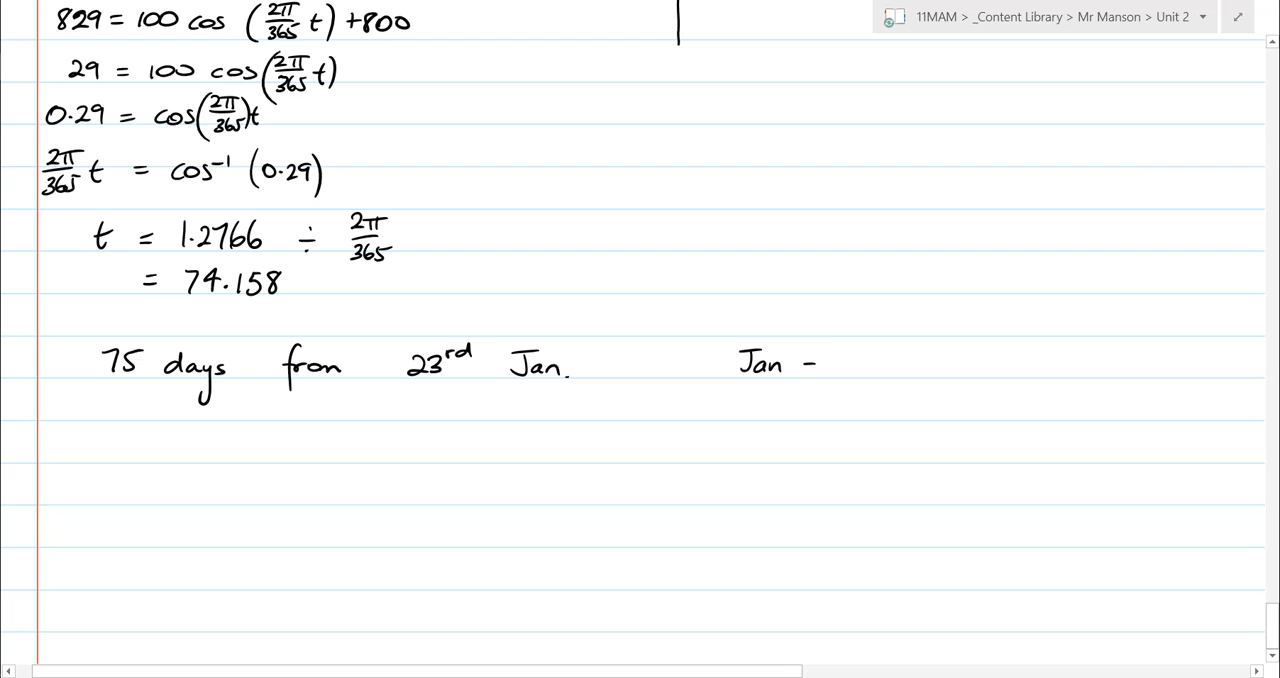 829 = 100 cos (2π/365 t) + 800
11MAM > _Content Library > Mr Manson > Unit 2
29 = 100 cos(2π/365 t)
0.29 = cos(2π/365)t
2π/365 t = cos⁻¹ (0.29)
t = 1.2766 ÷ 2π/365
= 74.158
75 days from 23rd Jan. Jan -